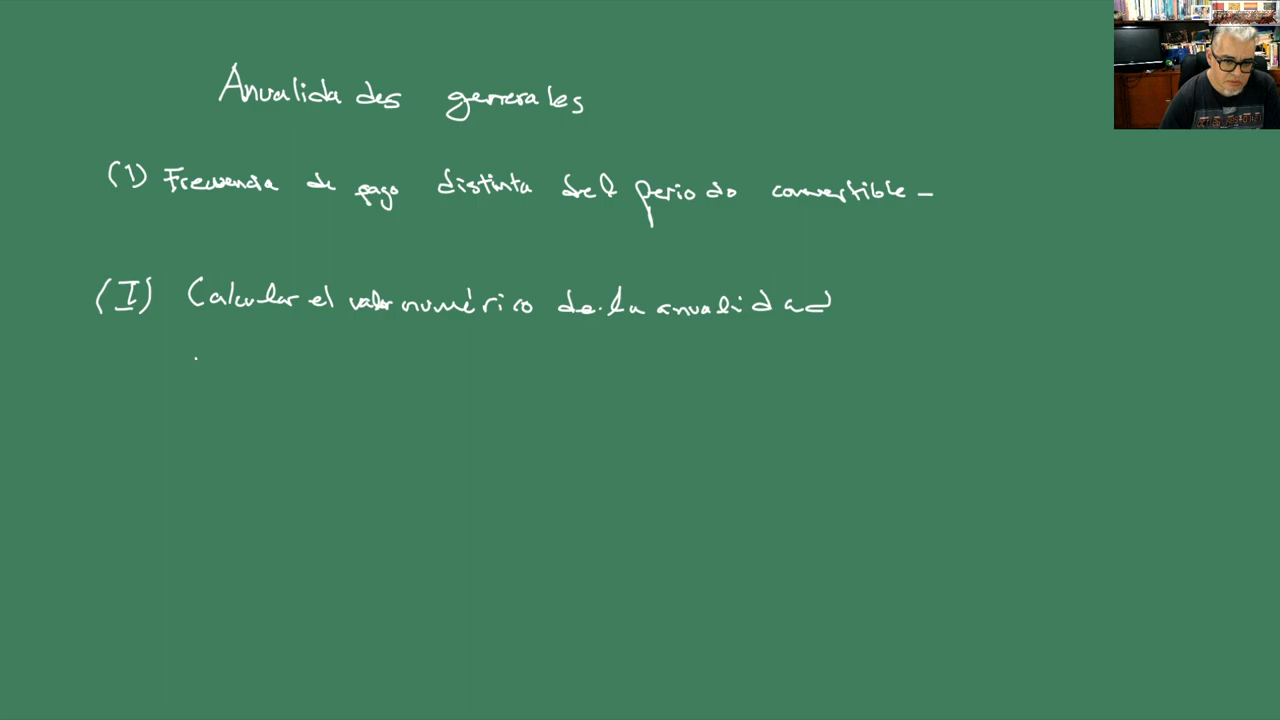 Anualidades generales
(1) Frecuencia de pago distinta del periodo convertible -
(I) Calcular el valor numérico de la anualidad